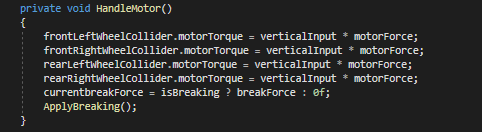 private void HandleMotor()
{
frontLeftWheelCollider.motorTorque = verticalInput * motorForce;
frontRightWheelCollider.motorTorque = verticalInput * motorForce;
rearLeftWheelCollider.motorTorque = verticalInput * motorForce;
rearRightWheelCollider.motorTorque = verticalInput * motorForce;
currentbreakForce = isBreaking ? breakForce : 0f;
ApplyBreaking();
}